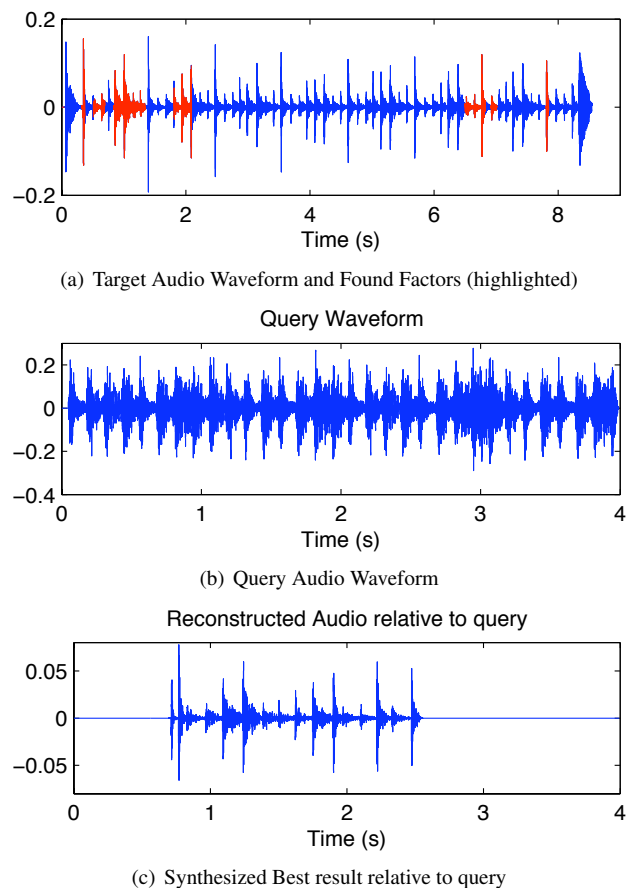 0.2
0
−0.2
0 2 4 6 8
Time (s)
(a) Target Audio Waveform and Found Factors (highlighted)
Query Waveform
0.2
0
−0.2
−0.4
0 1 2 3 4
Time (s)
(b) Query Audio Waveform
Reconstructed Audio relative to query
0.05
0
−0.05
0 1 2 3 4
Time (s)
(c) Synthesized Best result relative to query